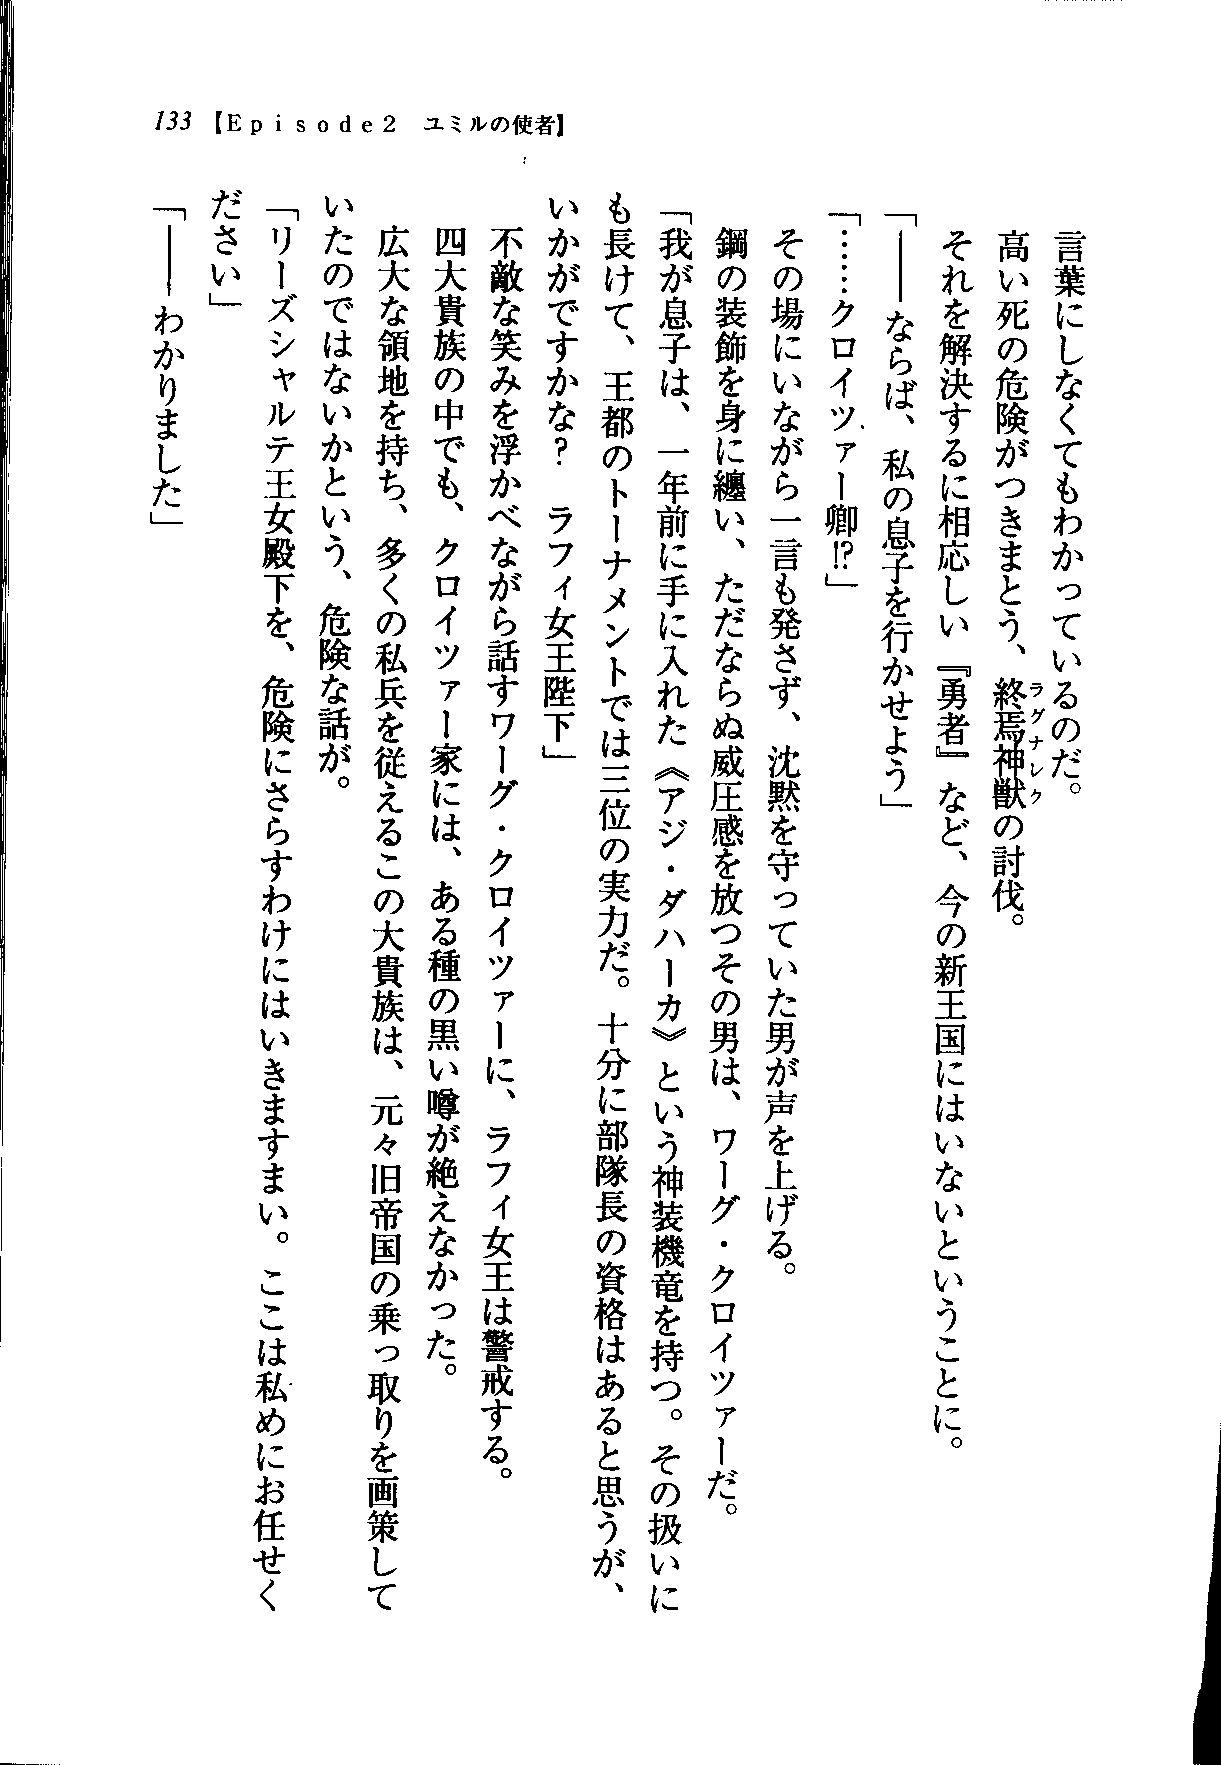 133 【Episode2　ユミルの使者】
言葉にしなくてもわかっているのだ。
高い死の危険がつきまとう、終焉神獣の討伐。
ラグナレク
それを解決するに相応しい『勇者』など、今の新王国にはいないということに。
「――ならば、私の息子を行かせよう」
「……クロイツァー卿!?」
その場にいながら一言も発さず、沈黙を守っていた男が声を上げる。
鋼の装飾を身に纏い、ただならぬ威圧感を放つその男は、ワーグ・クロイツァーだ。
「我が息子は、一年前に手に入れた《アジ・ダハーカ》という神装機竜を持つ。その扱いに
も長けて、王都のトーナメントでは三位の実力だ。十分に部隊長の資格はあると思うが、
いかがですかな?　ラフィ女王陛下」
不敵な笑みを浮かべながら話すワーグ・クロイツァーに、ラフィ女王は警戒する。
四大貴族の中でも、クロイツァー家には、ある種の黒い噂が絶えなかった。
広大な領地を持ち、多くの私兵を従えるこの大貴族は、元々旧帝国の乗っ取りを画策して
いたのではないかという、危険な話が。
「リーズシャルテ王女殿下を、危険にさらすわけにはいきますまい。ここは私めにお任せく
ださい」
「――わかりました」